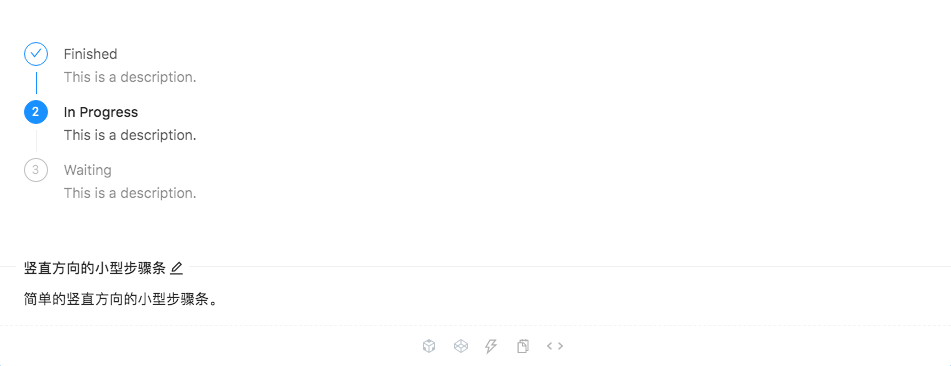 Finished
This is a description.
2
In Progress
This is a description.
3
Waiting
This is a description.
竖直方向的小型步骤条
简单的竖直方向的小型步骤条。